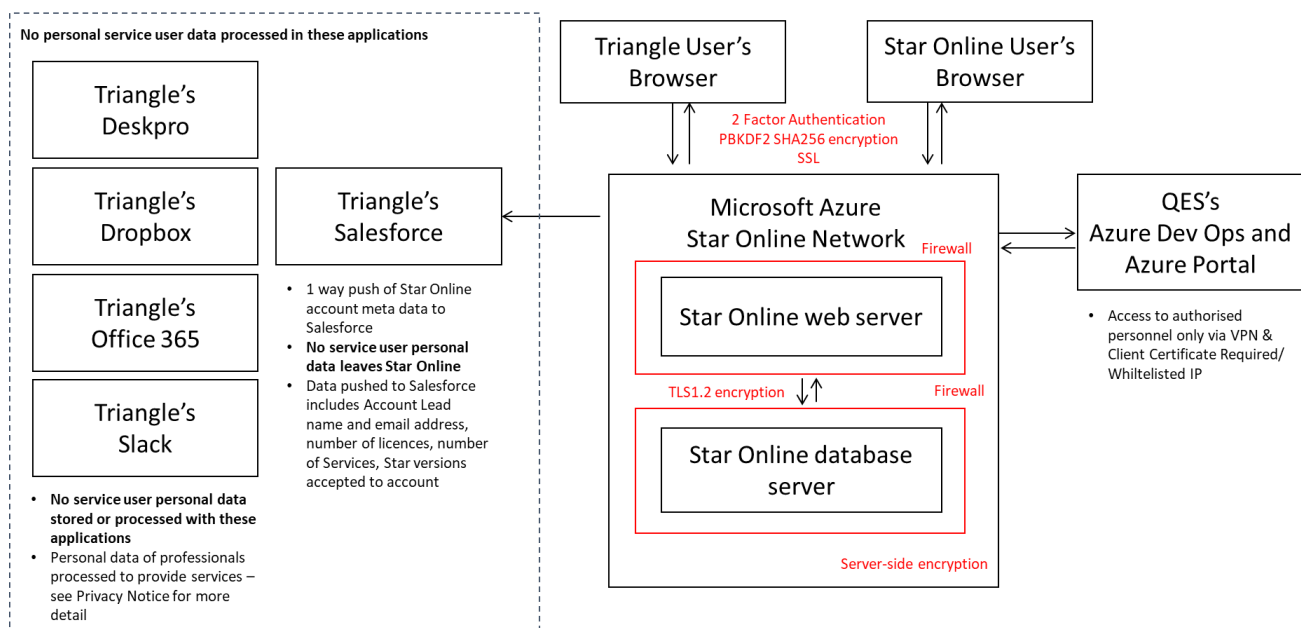 No personal service user data processed in these applications
Triangle's
Deskpro
Triangle's
Dropbox
Triangle's
Office 365
Triangle's
Slack
• No service user personal data
stored or processed with these
applications
• Personal data of professionals
processed to provide services –
see Privacy Notice for more
detail
Triangle's
Salesforce
• 1 way push of Star Online
account meta data to
Salesforce
• No service user personal
data leaves Star Online
• Data pushed to Salesforce
includes Account Lead
name and email address,
number of licences, number
of Services, Star versions
accepted to account
Triangle User's
Browser
Star Online User's
Browser
2 Factor Authentication
PBKDF2 SHA256 encryption
SSL
Microsoft Azure
Star Online Network
Firewall
Star Online web server
TLS1.2 encryption
Firewall
Star Online database
server
Server-side encryption
QES's
Azure Dev Ops and
Azure Portal
• Access to authorised
personnel only via VPN &
Client Certificate Required/
Whiltelisted IP